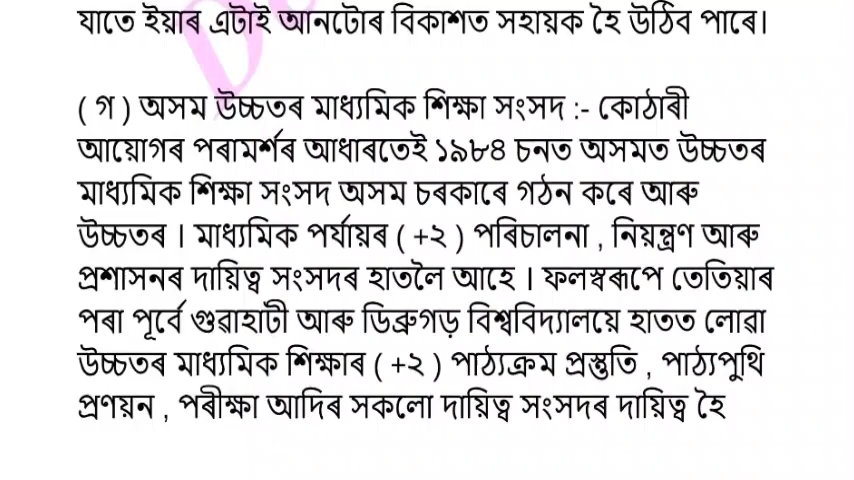 যাতে ইয়াৰ এটাই আনটোৰ বিকাশত সহায়ক হৈ উঠিব পাৰে।
( গ ) অসম উচ্চতৰ মাধ্যমিক শিক্ষা সংসদ :- কোঠাৰী
আয়োগৰ পৰামৰ্শৰ আধাৰতেই ১৯৮৪ চনত অসমত উচ্চতৰ
মাধ্যমিক শিক্ষা সংসদ অসম চৰকাৰে গঠন কৰে আৰু
উচ্চতৰ । মাধ্যমিক পৰ্যায়ৰ ( +২ ) পৰিচালনা , নিয়ন্ত্ৰণ আৰু
প্ৰশাসনৰ দায়িত্ব সংসদৰ হাতলৈ আহে । ফলস্বৰূপে তেতিয়াৰ
পৰা পূৰ্বে গুৱাহাটী আৰু ডিব্ৰুগড় বিশ্ববিদ্যালয়ে হাতত লোৱা
উচ্চতৰ মাধ্যমিক শিক্ষাৰ ( +২ ) পাঠ্যক্ৰম প্ৰস্তুতি , পাঠ্যপুথি
প্ৰণয়ন , পৰীক্ষা আদিৰ সকলো দায়িত্ব সংসদৰ দায়িত্ব হৈ